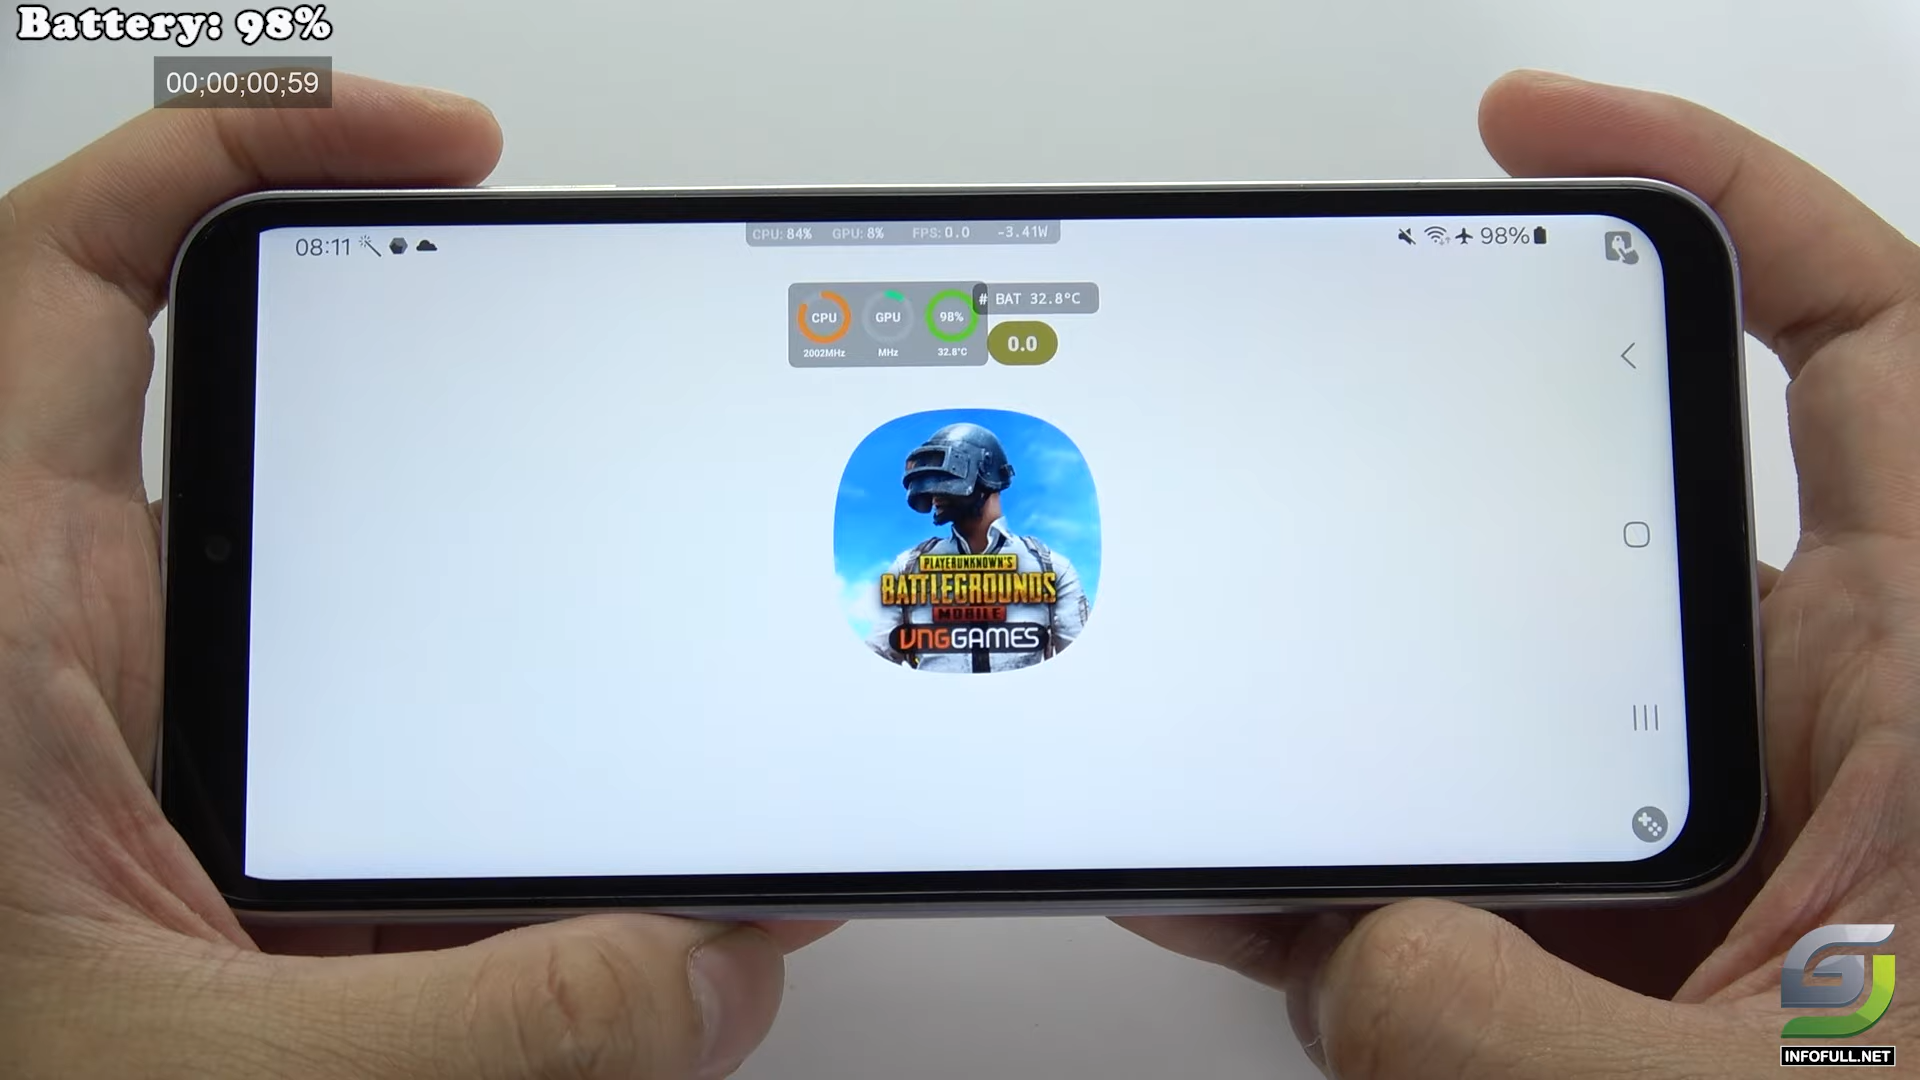 Battery: 98%
00;00;00;59
08:11
CPU: 84% GPU: 8% FPS: 0.0 -3.41W
98%
CPU GPU 98%
2002MHz MHz 32.8°C
# BAT 32.8°C
0.0
PLAYERUNKNOWN'S
BATTLEGROUNDS
MOBILE
VNGGAMES
INFOFULL.NET